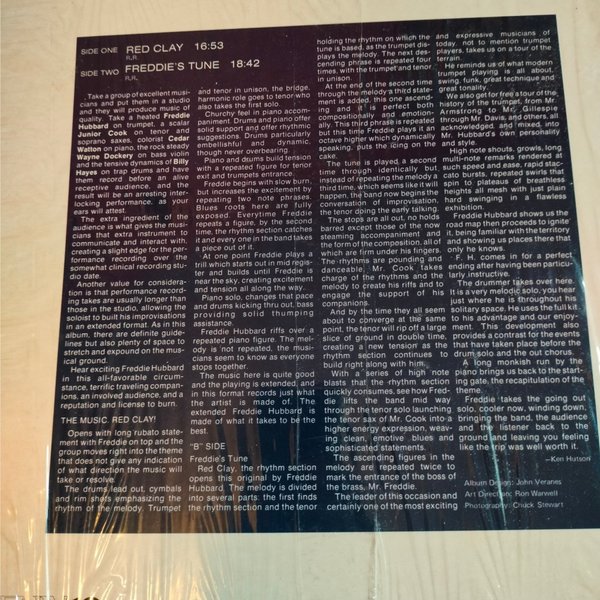 SIDE ONE RED CLAY 16:53
R.R.
SIDE TWO FREDDIE'S TUNE 18:42
R.R.
Take a group of excellent musi-
cians and put them in a studio
and they will produce music of
quality. Take a heated Freddie
Hubbard on trumpet, a scalar
Junior Cook on tenor and
soprano saxes, colorist Cedar
Walton on piano, the rock steady
Wayne Dockery on bass violin
and the tensive dynamics of Billy
Hayes on trap drums and have
them record before an alive
receptive audience, and the
result will be an arresting inter-
locking performance, as your
ears will attest.
The extra ingredient of the
audience is what gives the musi-
cians that extra instrument to
communicate and interact with,
creating a slight edge for the per-
formance recording over the
somewhat clinical recording stu-
dio date.
Another value for considera-
tion is that performance record-
ing takes are usually longer than
those in the studio, allowing the
soloist to built his improvisations
in an extended format. As in this
album, there are definite guide-
lines but also plenty of space to
stretch and expound on the mus-
ical ground.
Hear exciting Freddie Hubbard
in this all-favorable circum-
stance, terrific traveling compan-
ions, an involved audience, and a
reputation and license to burn.
THE MUSIC. RED CLAY!
Opens with long rubato state-
ment with Freddie on top and the
group moves right into the theme
that does not give any indication
of what direction the music will
take or resolve.
The drums lead out, cymbals
and rim shots emphasizing the
rhythm of the melody. Trumpet
and tenor in unison, the bridge,
harmonic role goes to tenor who
also takes the first solo.
Churchy feel in piano accom-
paniment. Drums and piano offer
solid support and offer rhythmic
suggestions. Drums particularly
embellishful and dynamic,
though never overbearing.
Piano and drums build tension
with a repeated figure for tenor
exit and trumpets entrance.
Freddie begins with slow burn,
but increases the excitement by
repeating two note phrases.
Blues roots here are fully
exposed. Everytime Freddie
repeats a figure, by the second
time, the rhythm section catches
it and every one in the band takes
a piece out of it.
At one point Freddie plays a
trill which starts out in mid regis-
ter and builds until Freddie is
near the sky, creating excitement
and tension all along the way.
Piano solo, changes that pace
and drums kicking thru out, bass
providing solid thumping
assistance.
Freddie Hubbard riffs over a
repeated piano figure. The mel-
ody is not repeated, the musi-
cians seem to know as everyone
stops together.
The music here is quite good
and the playing is extended, and
in this format records just what
the artist is made of. The
extended Freddie Hubbard is
made of what it takes to be the
best.
"B" SIDE
Freddie's Tune
Red Clay, the rhythm section
opens this original by Freddie
Hubbard. The melody is divided
into several parts: the first finds
the rhythm section and the tenor
holding the rhythm on which the
tune is based, as the trumpet dis-
plays the melody. The next des-
cending phrase is repeated four
times, with the trumpet and tenor
in unison.
At the end of the second time
through the melody a third state-
ment is added, this one ascend-
ing and it is perfect both
compositionally and emotion-
ally. This third phrase is repeated
but this time Freddie plays it an
octave higher which dynamically
speaking, puts the icing on the
cake.
The tune is played, a second
time through identically but
instead of repeating the melody a
third time, which seems like it will
happen, the band now begins the
conversation of improvisation,
the tenor doing the early talking.
The stops are all out, no holds
barred except those of the now
steaming accompaniment and
the form of the composition, all of
which are firm under his fingers.
The rhythms are pounding and
danceable. Mr. Cook takes
charge of the rhythms and the
melody to create his riffs and to
engage the support of his
companions.
And by the time they all seem
about to converge at the same
point, the tenor will rip off a large
slice of ground in double time,
creating a new tension as the
rhythm section continues to
build right along with him.
With a series of high note
blasts that the rhythm section
quickly consumes, see how Fred-
die lifts the band mid way
through the tenor solo launching
the tenor sax of Mr. Cook into a
higher energy expression, weav-
ing clean, emotive blues and
sophisticated statements.
The ascending figures in the
melody are repeated twice to
mark the entrance of the boss of
the brass, Mr. Freddie.
The leader of this occasion and
certainly one of the most exciting
and expressive musicians of
today, not to mention trumpet
players, takes us on a tour of the
terrain.
He reminds us of what modern
trumpet playing is all about,
swing, funk, great technique and
great tonality.
We also get for free a tour of the
history of the trumpet, from Mr.
Armstrong to Mr. Gillespie
through Mr. Davis, and others, all
acknowledged, and mixed, into
Mr. Hubbard's own personality
and style.
High note shouts, growls, long
multi-note remarks rendered at
such speed and ease, rapid stac-
cato bursts, repeated swirls that
spin to plateaus of breathless
heights all mesh with just plain
hard swinging in a flawless
exhibition.
Freddie Hubbard shows us the
road map then proceeds to ignite
it, being familiar with the territory
and showing us places there that
only he knows.
F. H. comes in for a perfect
ending after having been particu-
larly instructive.
The drummer takes over here.
It is a very melodic solo, you hear
just where he is throughout his
solitary space. He uses the full kit
to his advantage and our enjoy-
ment. This development also
provides a contrast for the events
that have taken place before the
drum solo and the out chorus.
A long monkish run by the
piano brings us back to the start-
ing gate, the recapitulation of the
theme.
Freddie takes the going out
solo, cooler now, winding down,
bringing the band, the audience
and the listener back to the
ground and leaving you feeling
like the trip was well worth it.
—Ken Hutson
Album Design: John Veranes
Art Direction: Ron Warwell
Photography: Chuck Stewart